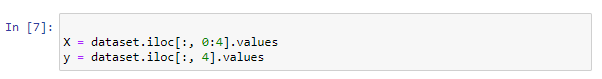 In [7]:
X = dataset.iloc[:, 0:4].values
y = dataset.iloc[:, 4].values